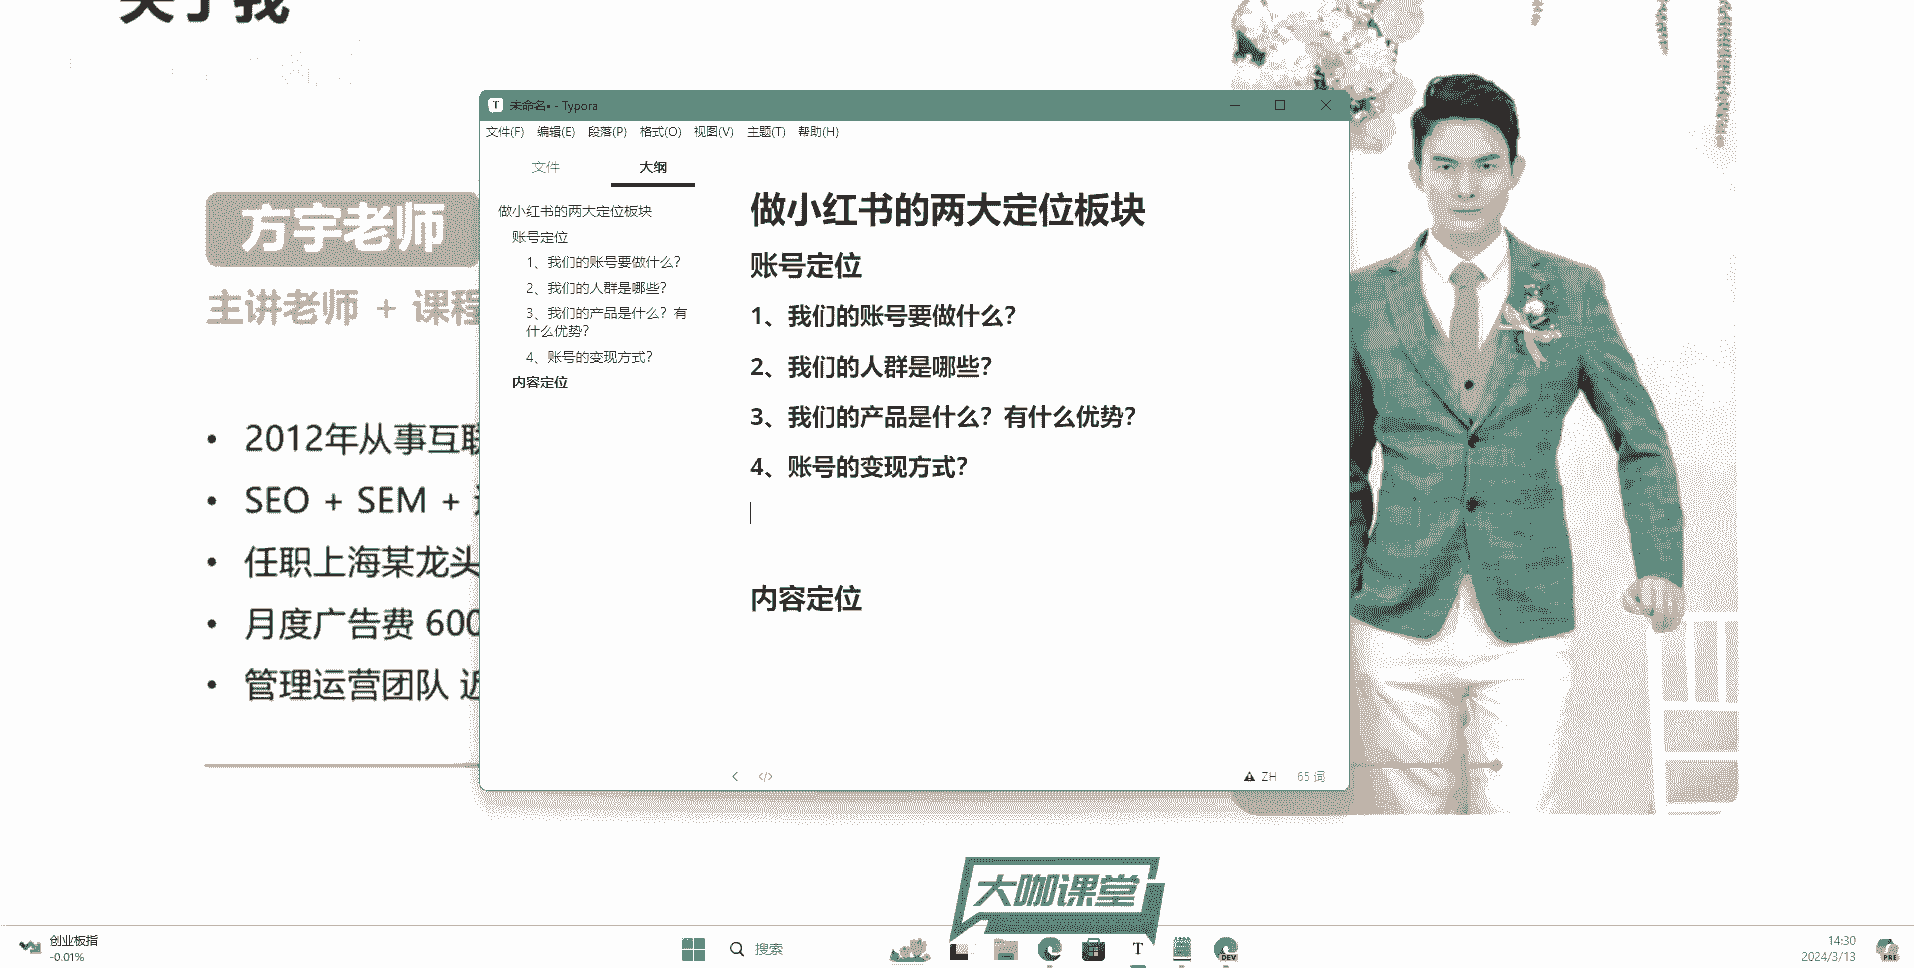 关于我
方宇老师
主讲老师 + 课程
2012年从事互联
SEO + SEM +
任职上海某龙头
月度广告费 600
管理运营团队 近
T 未命名• - Typora
文件(F) 编辑(E) 段落(P) 格式(O) 视图(V) 主题(T) 帮助(H)
文件 大纲
做小红书的两大定位板块
账号定位
1、我们的账号要做什么?
2、我们的人群是哪些?
3、我们的产品是什么? 有
什么优势?
4、账号的变现方式?
内容定位
做小红书的两大定位板块
账号定位
1、我们的账号要做什么?
2、我们的人群是哪些?
3、我们的产品是什么? 有什么优势?
4、账号的变现方式?
内容定位
</> ZH 65 词
大咖课堂
创业板指
-0.01%
搜索
T
DEV
14:30
2024/3/13
PRE